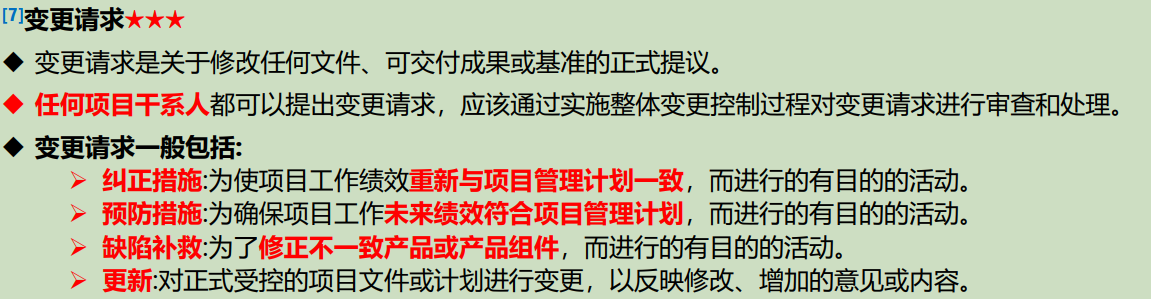 [7]变更请求★★★
◆ 变更请求是关于修改任何文件、可交付成果或基准的正式提议。
◆ 任何项目干系人都可以提出变更请求，应该通过实施整体变更控制过程对变更请求进行审查和处理。
◆ 变更请求一般包括:
➢ 纠正措施:为使项目工作绩效重新与项目管理计划一致，而进行的有目的的活动。
➢ 预防措施:为确保项目工作未来绩效符合项目管理计划，而进行的有目的的活动。
➢ 缺陷补救:为了修正不一致产品或产品组件，而进行的有目的的活动。
➢ 更新:对正式受控的项目文件或计划进行变更，以反映修改、增加的意见或内容。